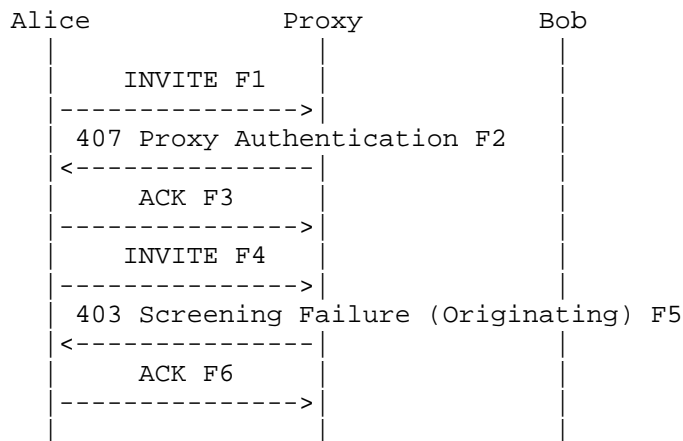 Alice Proxy Bob
INVITE F1
407 Proxy Authentication F2
ACK F3
INVITE F4
403 Screening Failure (Originating) F5
ACK F6